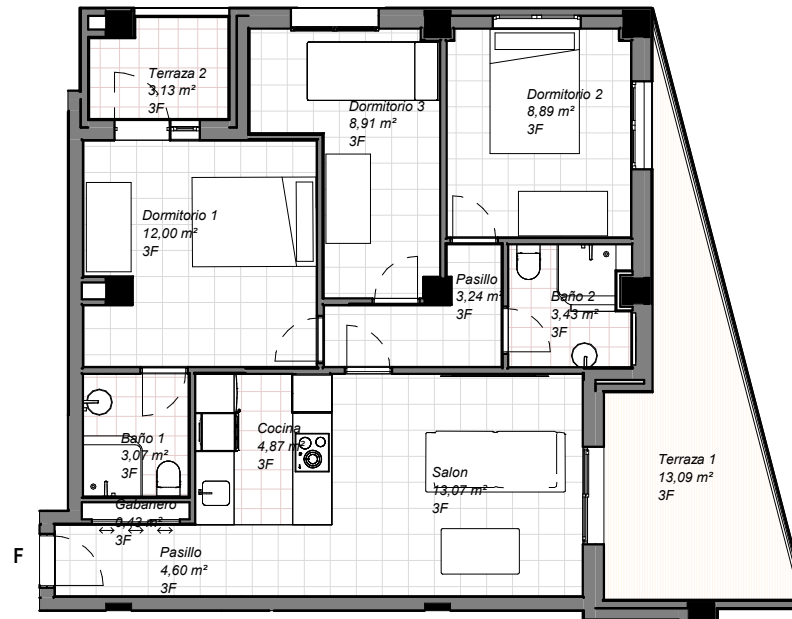 Terraza 2
3,13 m²
3F
Dormitorio 3
8,91 m²
3F
Dormitorio 2
8,89 m²
3F
Dormitorio 1
12,00 m²
3F
Pasillo
3,24 m²
3F
Baño 2
3,43 m²
3F
Baño 1
3,07 m²
3F
Cocina
4,87 m²
3F
Salon
13,07 m²
3F
Terraza 1
13,09 m²
3F
Gabanero
0,43 m²
3F
F
Pasillo
4,60 m²
3F